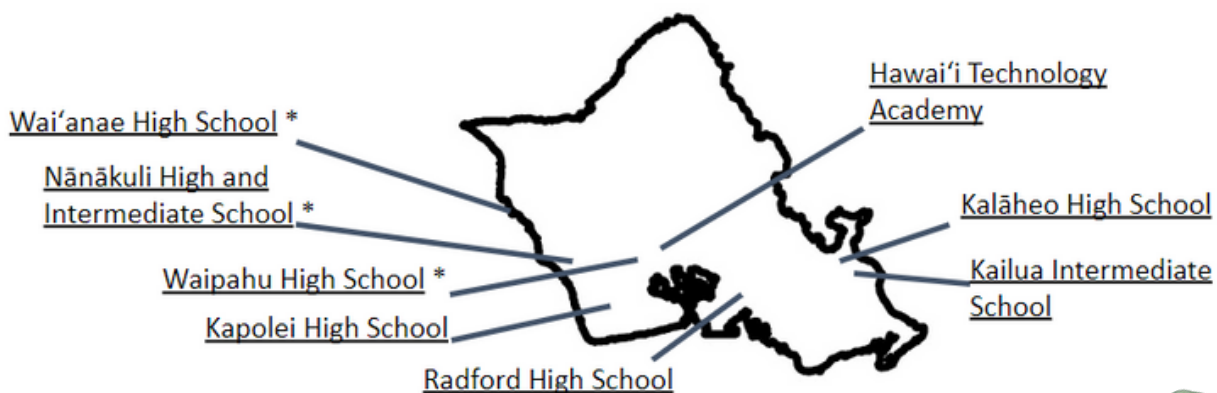 Hawaiʻi Technology
Academy
Waiʻanae High School *
Nānākuli High and
Intermediate School *
Kalāheo High School
Waipahu High School *
Kailua Intermediate
School
Kapolei High School
Radford High School